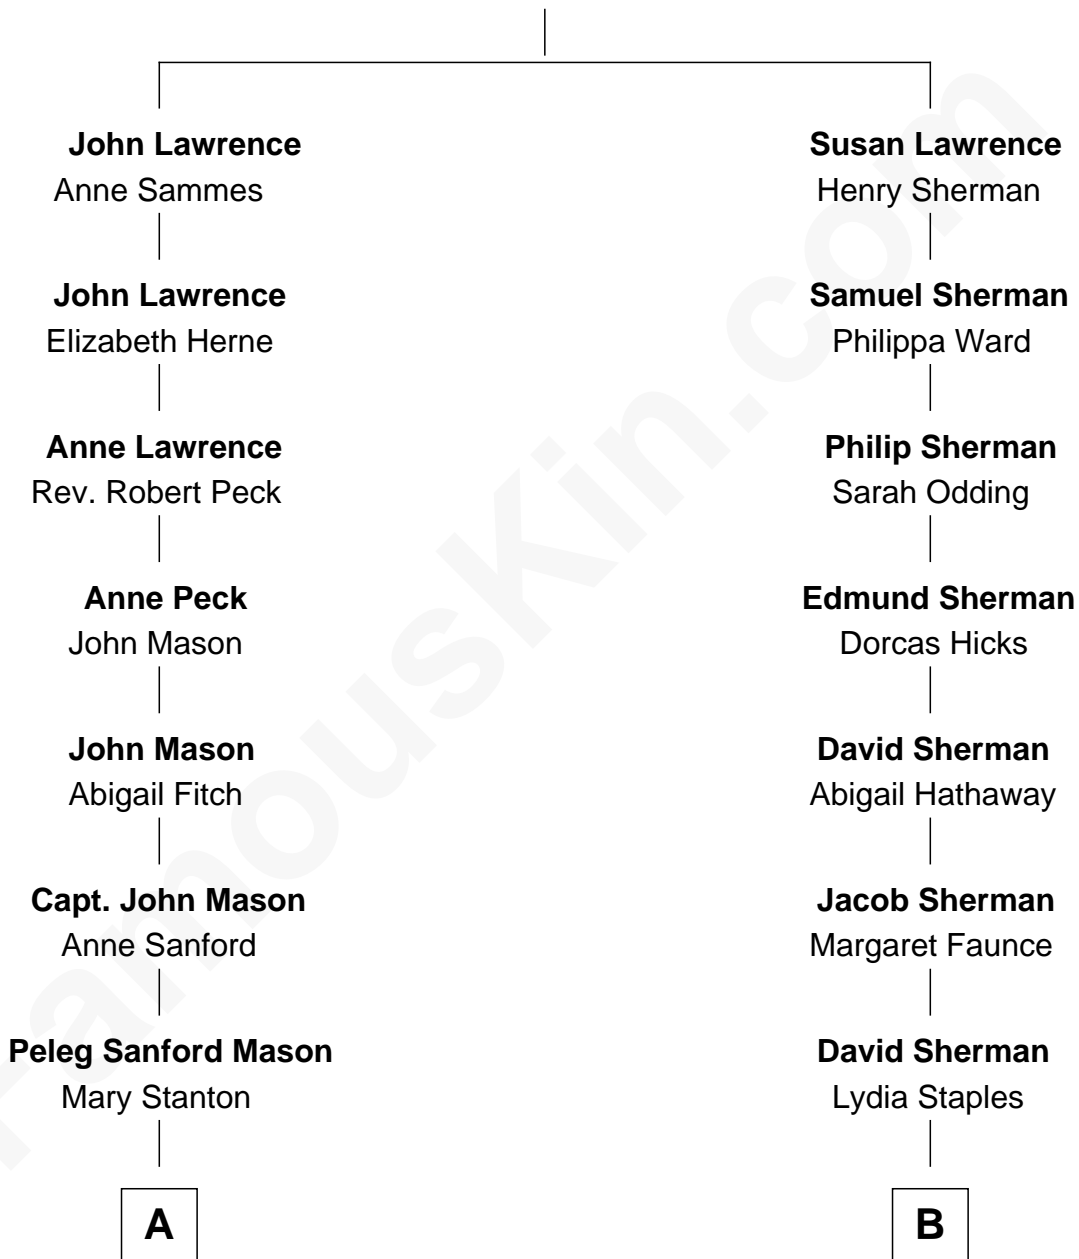 John Lawrence
Anne Sammes
John Lawrence
Elizabeth Herne
Anne Lawrence
Rev. Robert Peck
Anne Peck
John Mason
John Mason
Abigail Fitch
Capt. John Mason
Anne Sanford
Peleg Sanford Mason
Mary Stanton
A
Susan Lawrence
Henry Sherman
Samuel Sherman
Philippa Ward
Philip Sherman
Sarah Odding
Edmund Sherman
Dorcas Hicks
David Sherman
Abigail Hathaway
Jacob Sherman
Margaret Faunce
David Sherman
Lydia Staples
B
FamousKin.com